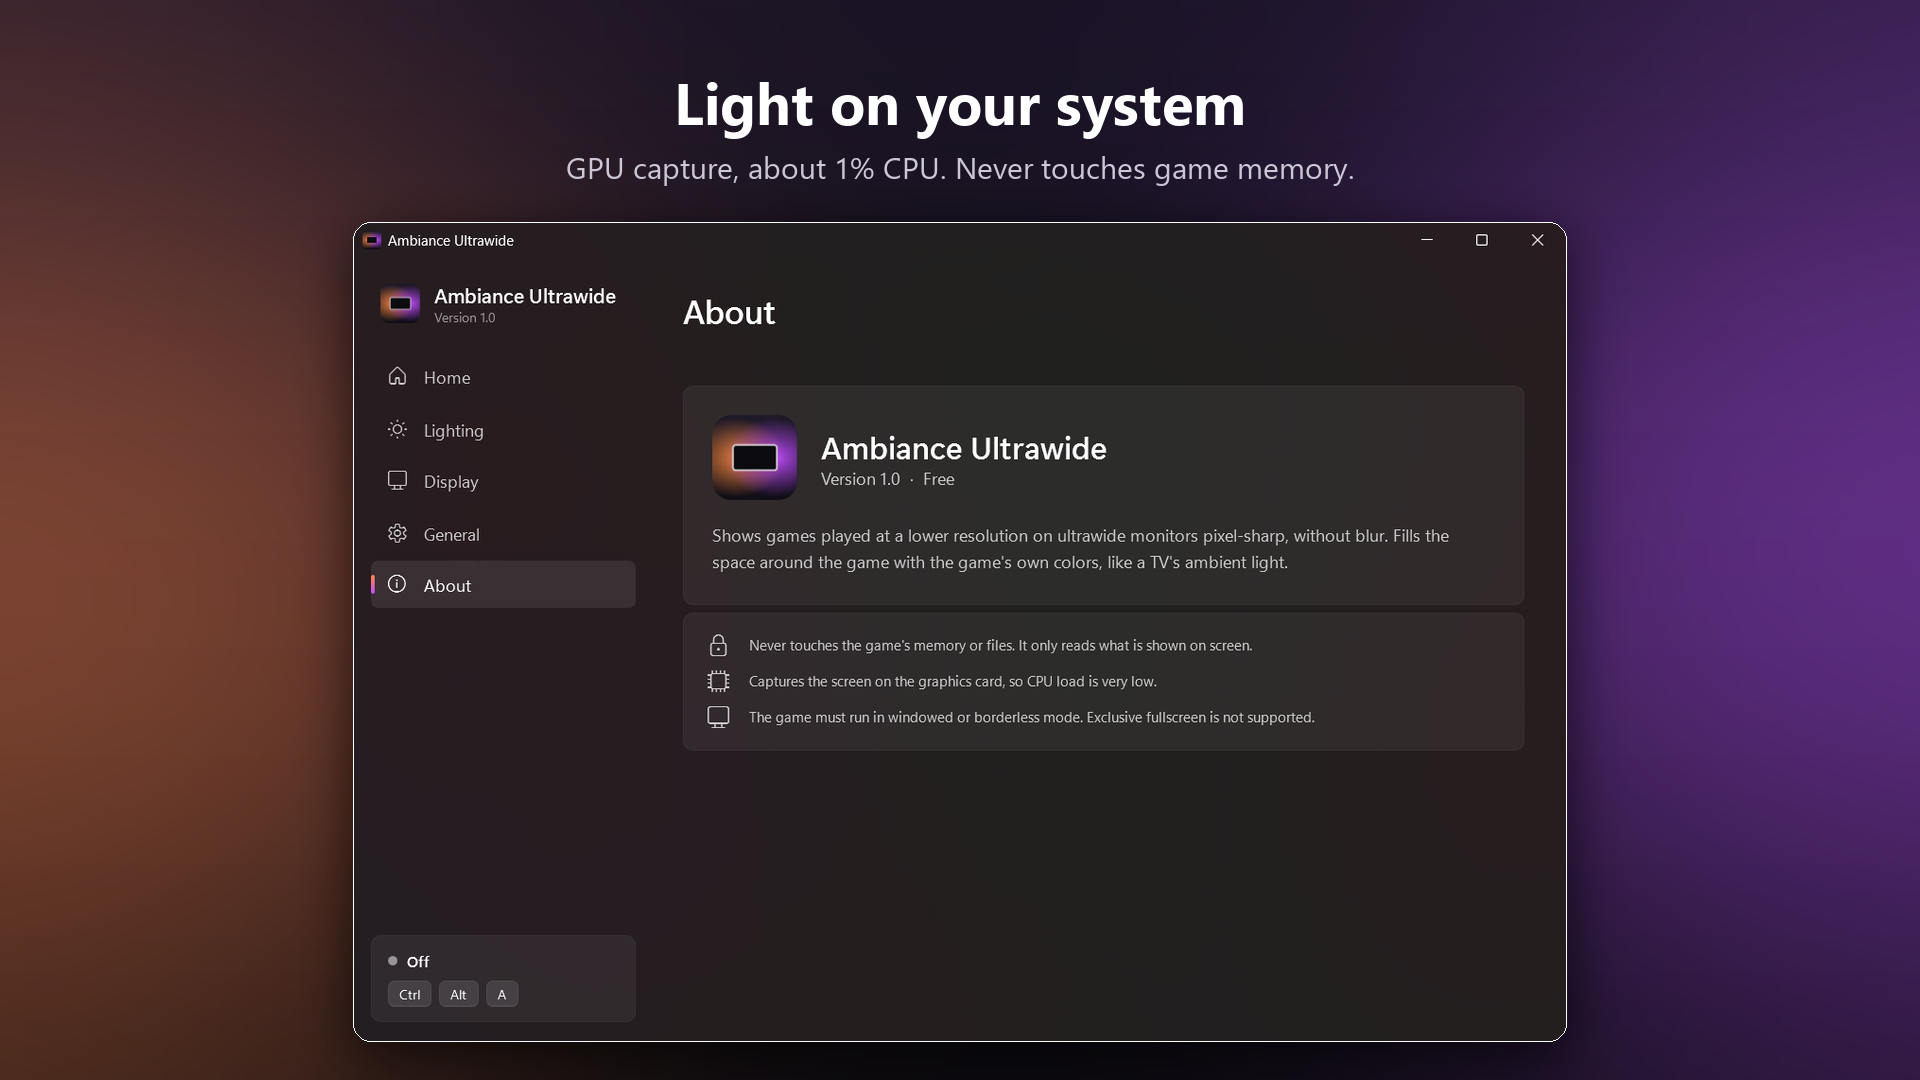 Light on your system
GPU capture, about 1% CPU. Never touches game memory.
Ambiance Ultrawide
Ambiance Ultrawide
Version 1.0
Home
Lighting
Display
General
About
Off
Ctrl Alt A
About
Ambiance Ultrawide
Version 1.0 · Free
Shows games played at a lower resolution on ultrawide monitors pixel-sharp, without blur. Fills the
space around the game with the game's own colors, like a TV's ambient light.
Never touches the game's memory or files. It only reads what is shown on screen.
Captures the screen on the graphics card, so CPU load is very low.
The game must run in windowed or borderless mode. Exclusive fullscreen is not supported.